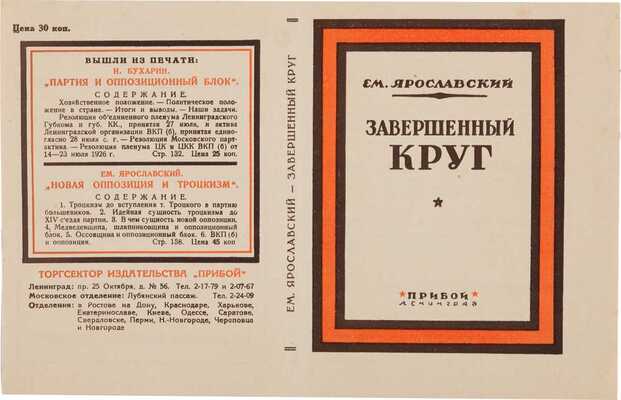 Цена 30 коп.
ВЫШЛИ ИЗ ПЕЧАТИ:
Н. БУХАРИН.
„ПАРТИЯ И ОППОЗИЦИОННЫЙ БЛОК“.
СОДЕРЖАНИЕ.
Хозяйственное положение. — Политическое поло-
жение в стране. — Итоги и выводы. — Наши задачи.
Резолюция об'единенного пленума Ленинградского
Губкома и губ. КК., принятая 27 июля, и актива
Ленинградской организации ВКП (б), принятая едино-
гласно 28 июля с. г. — Резолюция Московского парт-
актива. — Резолюция пленума ЦК и ЦКК ВКП (б) от
14—23 июля 1926 г. Стр. 132. Цена 25 коп.
ЕМ. ЯРОСЛАВСКИЙ.
„НОВАЯ ОППОЗИЦИЯ И ТРОЦКИЗМ“.
СОДЕРЖАНИЕ.
1. Троцкизм до вступления т. Троцкого в партию
большевиков. 2. Идейная сущность троцкизма до
XIV с'езда партии. 3. В чем сущность новой оппозиции.
4. Медведевщина, шляпниковщина и оппозиционный
блок. 5. Оссовщина и оппозиционный блок. 6. ВКП (б)
и оппозиция. Стр. 158. Цена 45 коп
ТОРГСЕКТОР ИЗДАТЕЛЬСТВА „ПРИБОЙ“
Ленинград: пр. 25 Октября, д. № 56. Тел. 2-17-79 и 2-07-67
Московское отделение: Лубянский пассаж. Тел. 2-24-09
Отделения: в Ростове на Дону, Краснодаре, Харькове,
Екатеринославе, Киеве, Одессе, Саратове,
Свердловске, Перми, Н.-Новгороде, Череповце
и Новгороде
ЕМ. ЯРОСЛАВСКИЙ — ЗАВЕРШЕННЫЙ КРУГ
ЕМ. ЯРОСЛАВСКИЙ
ЗАВЕРШЕННЫЙ
КРУГ
ПРИБОЙ
ЛЕНИНГРАД